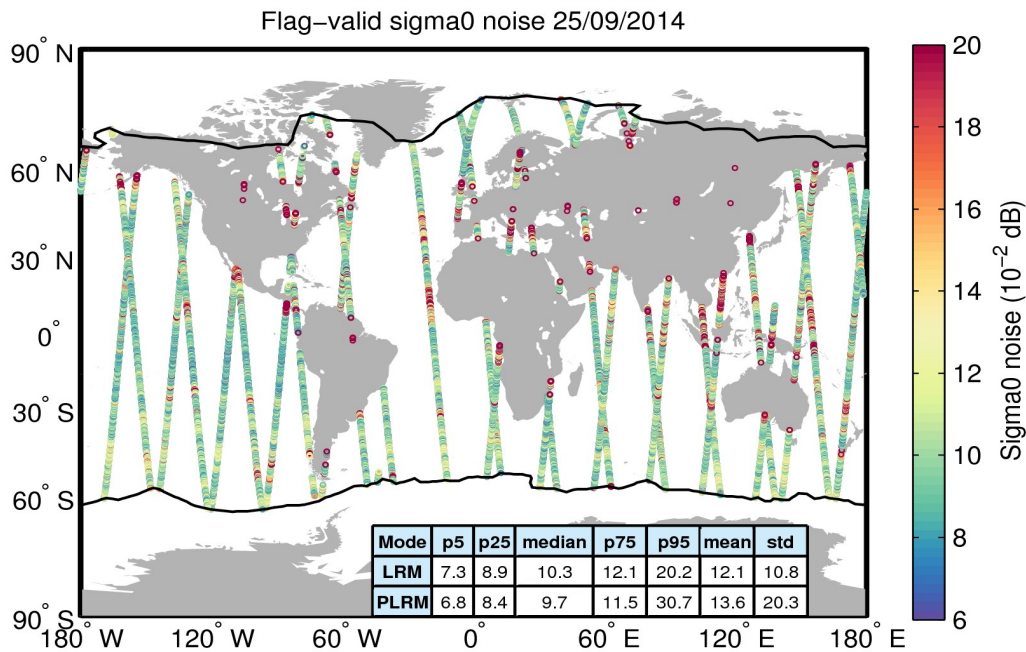 Flag−valid sigma0 noise 25/09/2014
90° N
60° N
30° N
0°
30° S
60° S
90° S
180° W
120° W
60° W
0°
60° E
120° E
180° E
Mode p5 p25 median p75 p95 mean std
LRM 7.3 8.9 10.3 12.1 20.2 12.1 10.8
PLRM 6.8 8.4 9.7 11.5 30.7 13.6 20.3
20
18
16
14
12
10
8
6
Sigma0 noise (10⁻² dB)